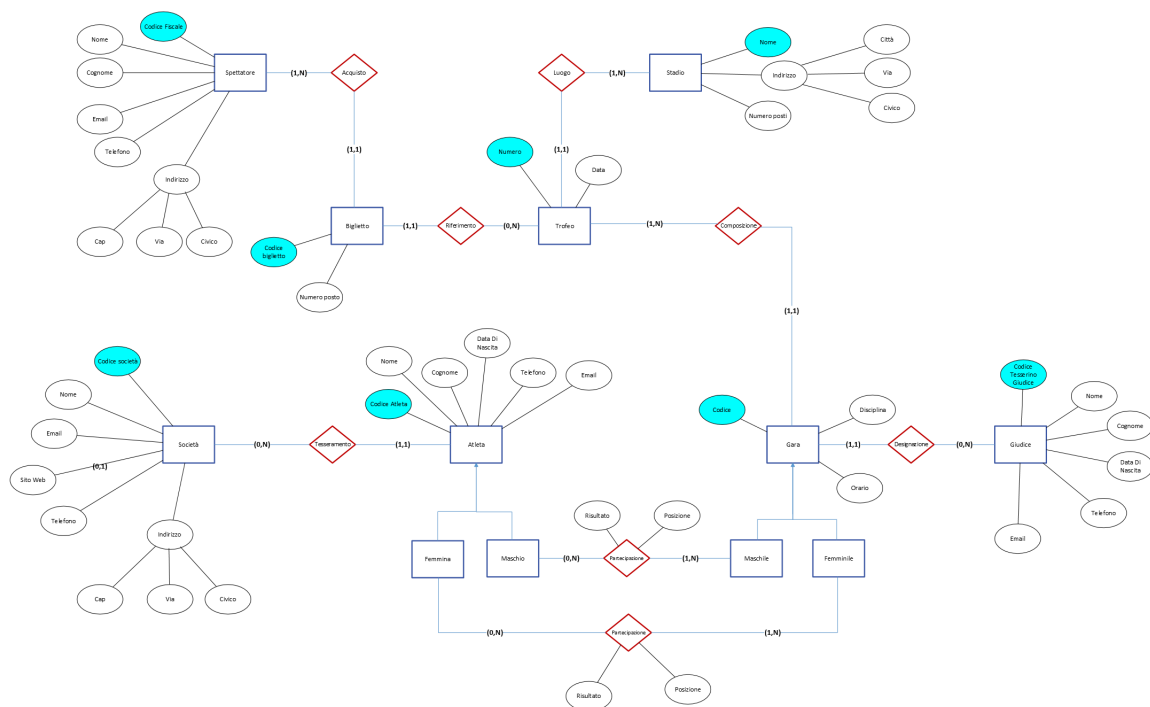 Codice Fiscale
Nome
Cognome
Email
Telefono
Spettatore
(1,N)
Acquisto
Indirizzo
Cap
Via
Civico
(1,1)
Luogo
(1,N)
Stadio
Nome
Indirizzo
Città
Via
Civico
Numero posti
(1,1)
Numero
Data
Biglietto
(1,1)
Riferimento
(0,N)
Trofeo
(1,N)
Composizione
Codice
biglietto
Numero posto
(1,1)
Codice società
Nome
Email
Sito Web
(0,1)
Telefono
Società
Indirizzo
Cap
Via
Civico
(0,N)
Tesseramento
(1,1)
Nome
Cognome
Data Di
Nascita
Telefono
Email
Codice Atleta
Atleta
Codice
Disciplina
Gara
Orario
(1,1)
Designazione
(0,N)
Codice
Tesserino
Giudice
Nome
Cognome
Data Di
Nascita
Telefono
Email
Giudice
Femmina
Maschio
(0,N)
Risultato
Posizione
Partecipazione
(1,N)
Maschile
Femminile
(0,N)
Partecipazione
(1,N)
Risultato
Posizione